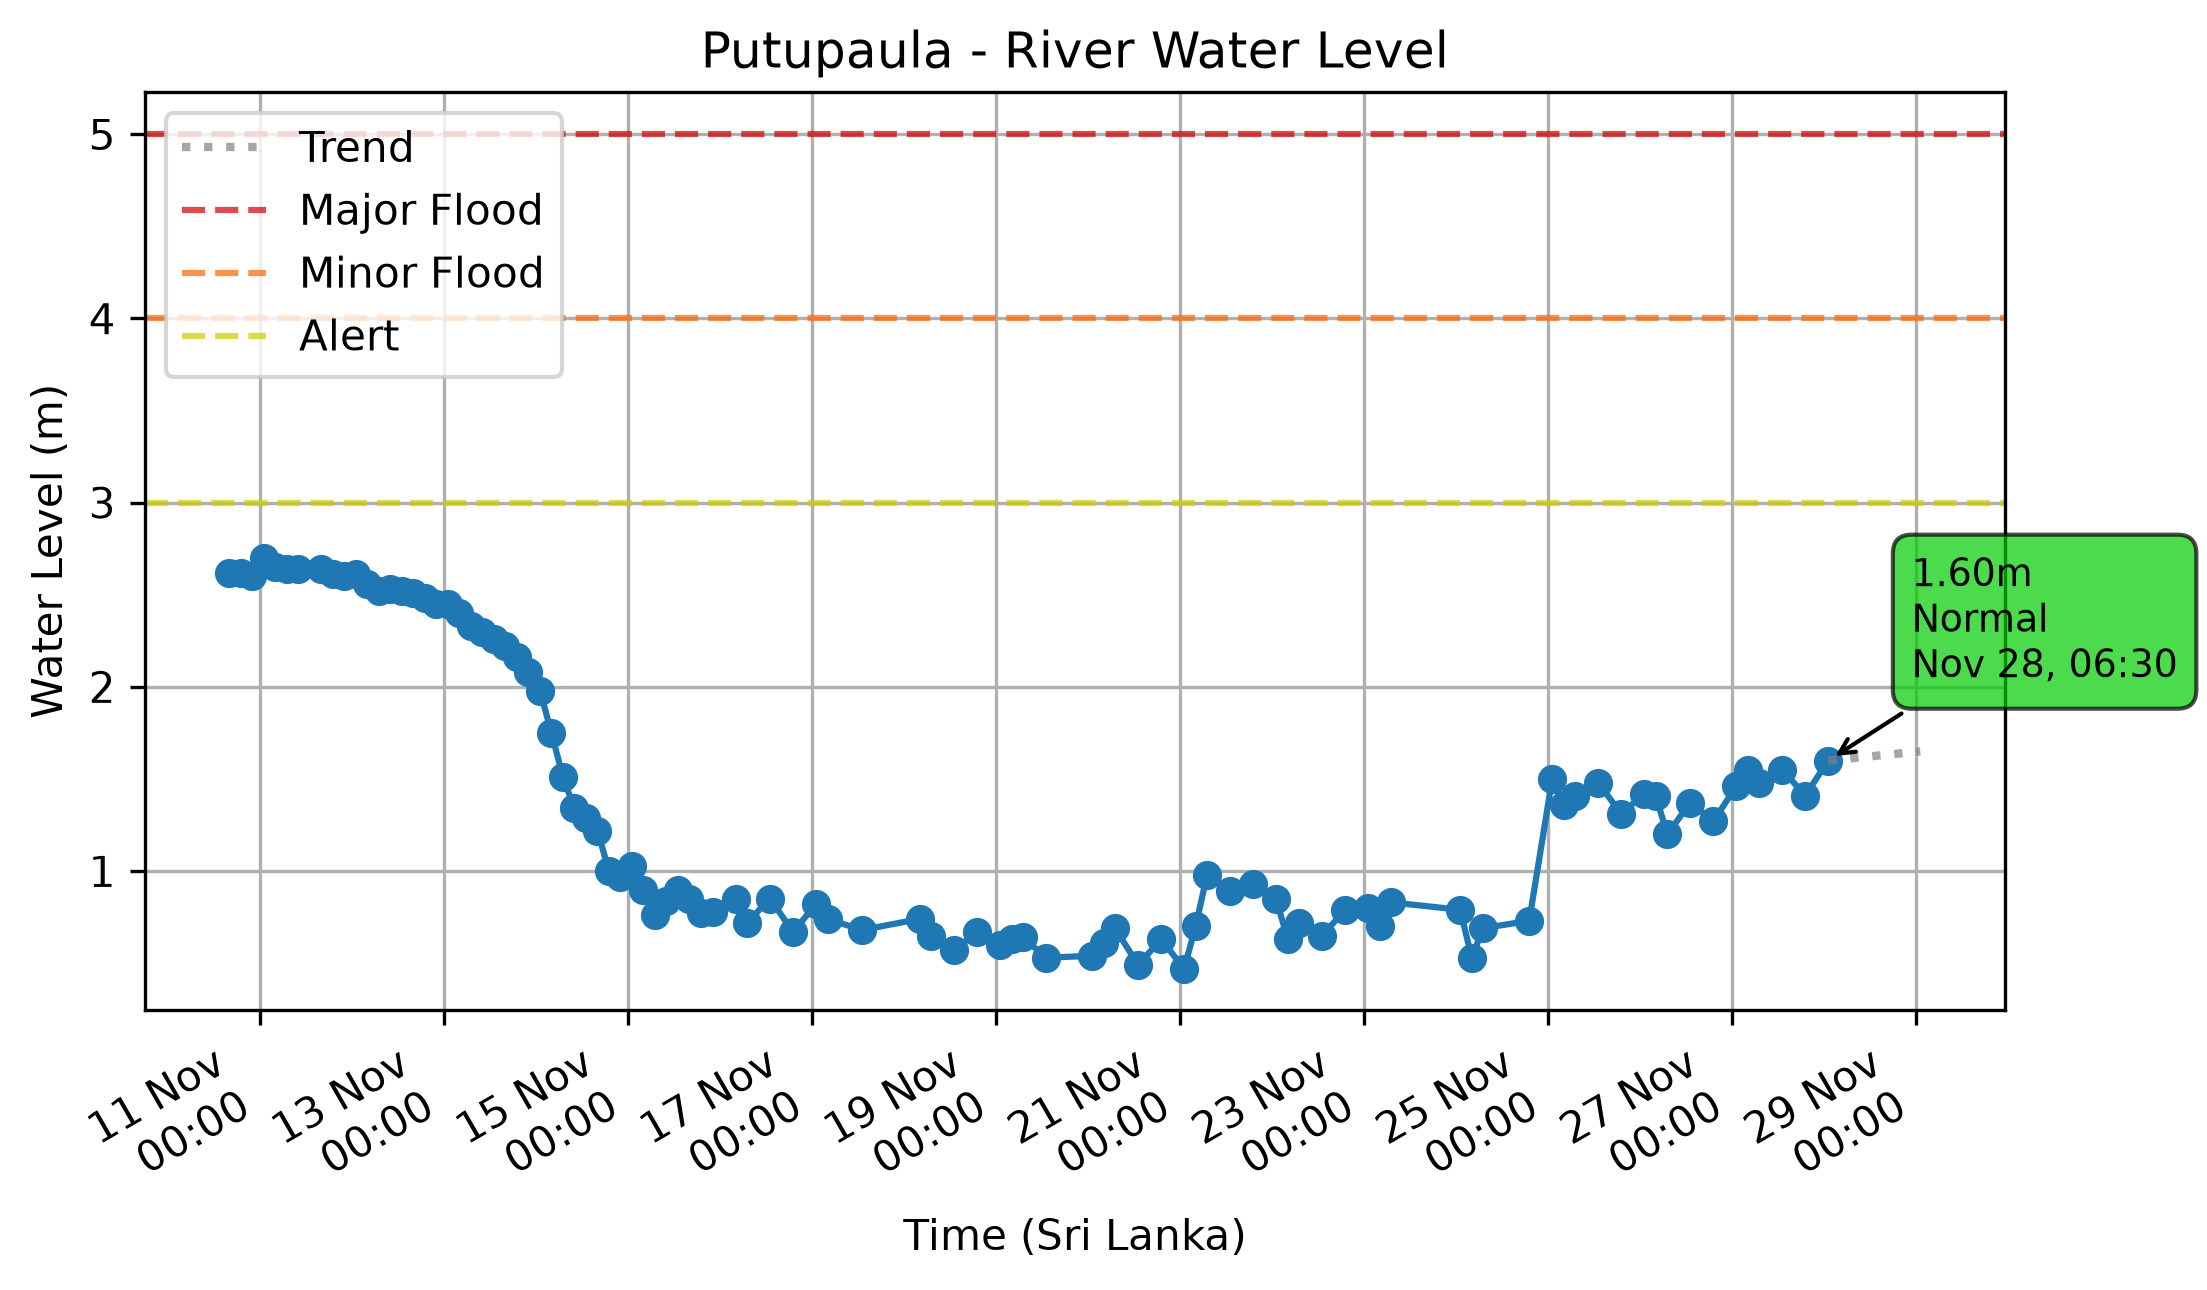 Putupaula - River Water Level
Trend
Major Flood
Minor Flood
Alert
5
4
3
2
1
Water Level (m)
1.60m
Normal
Nov 28, 06:30
11 Nov
00:00
13 Nov
00:00
15 Nov
00:00
17 Nov
00:00
19 Nov
00:00
21 Nov
00:00
23 Nov
00:00
25 Nov
00:00
27 Nov
00:00
29 Nov
00:00
Time (Sri Lanka)